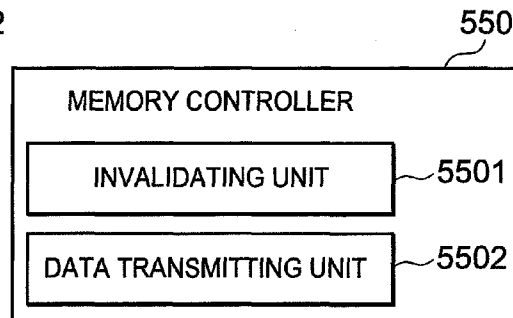 2
550
MEMORY CONTROLLER
INVALIDATING UNIT
5501
DATA TRANSMITTING UNIT
5502